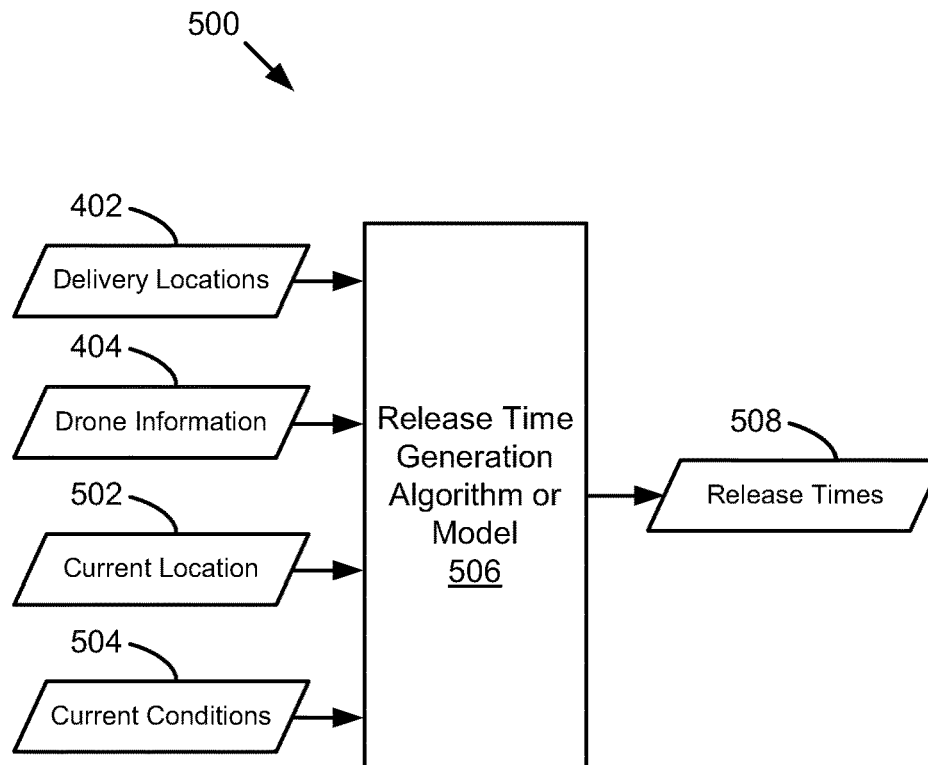 500
402
Delivery Locations
404
Drone Information
502
Current Location
504
Current Conditions
Release Time
Generation
Algorithm or
Model
506
508
Release Times